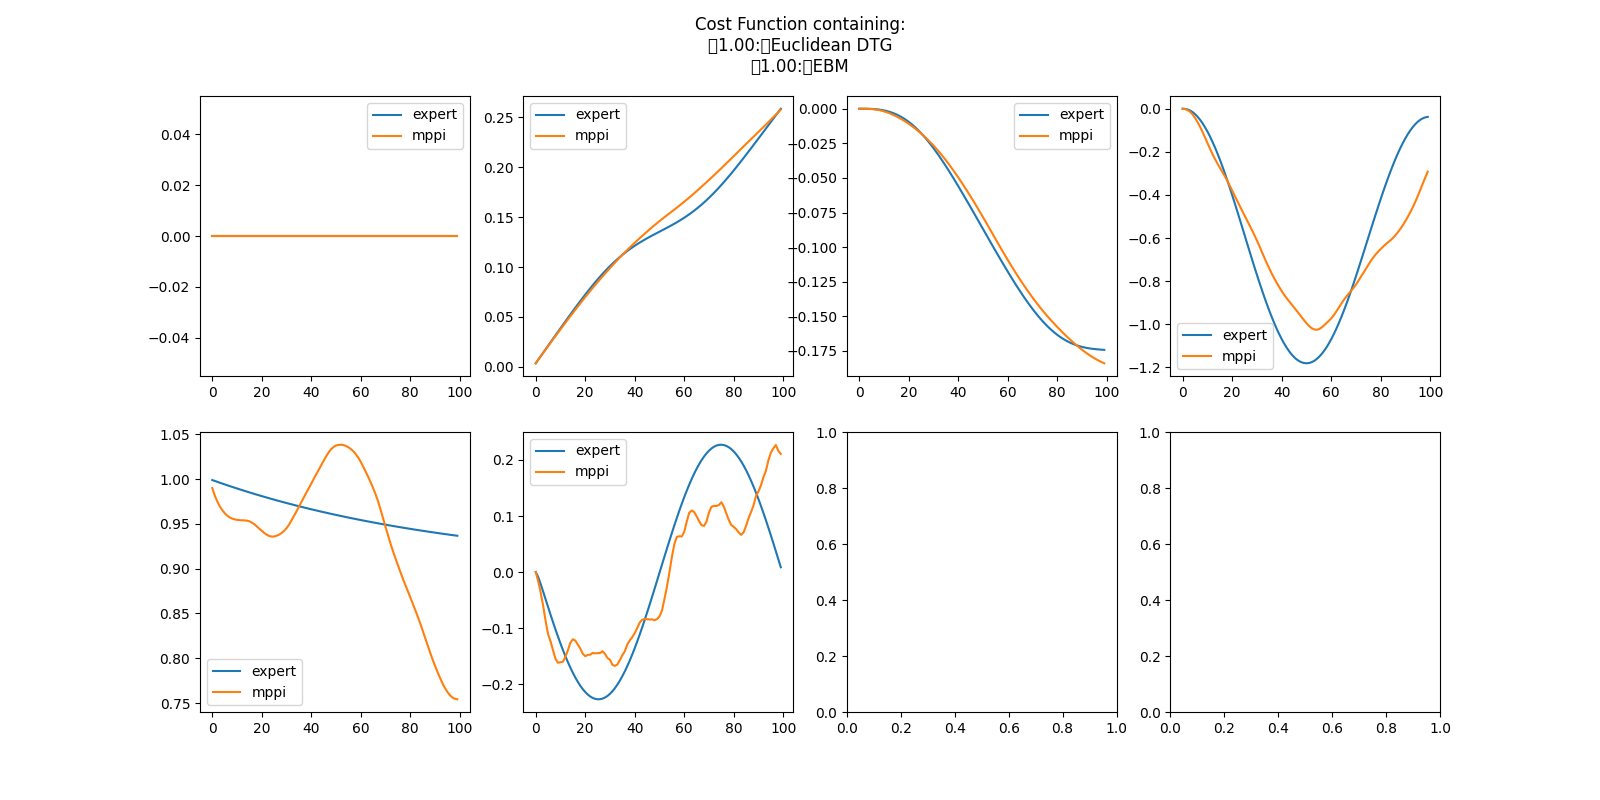 Cost Function containing:
1.00: Euclidean DTG
1.00: EBM
expert
mppi
0.04
0.02
0.00
−0.02
−0.04
0 20 40 60 80 100
expert
mppi
0.25
0.20
0.15
0.10
0.05
0.00
0 20 40 60 80 100
expert
mppi
0.000
−0.025
−0.050
−0.075
−0.100
−0.125
−0.150
−0.175
0 20 40 60 80 100
0.0
−0.2
−0.4
−0.6
−0.8
−1.0
−1.2
expert
mppi
0 20 40 60 80 100
1.05
1.00
0.95
0.90
0.85
0.80
0.75
expert
mppi
0 20 40 60 80 100
expert
mppi
0.2
0.1
0.0
−0.1
−0.2
0 20 40 60 80 100
1.0
0.8
0.6
0.4
0.2
0.0
0.0 0.2 0.4 0.6 0.8 1.0
1.0
0.8
0.6
0.4
0.2
0.0
0.0 0.2 0.4 0.6 0.8 1.0